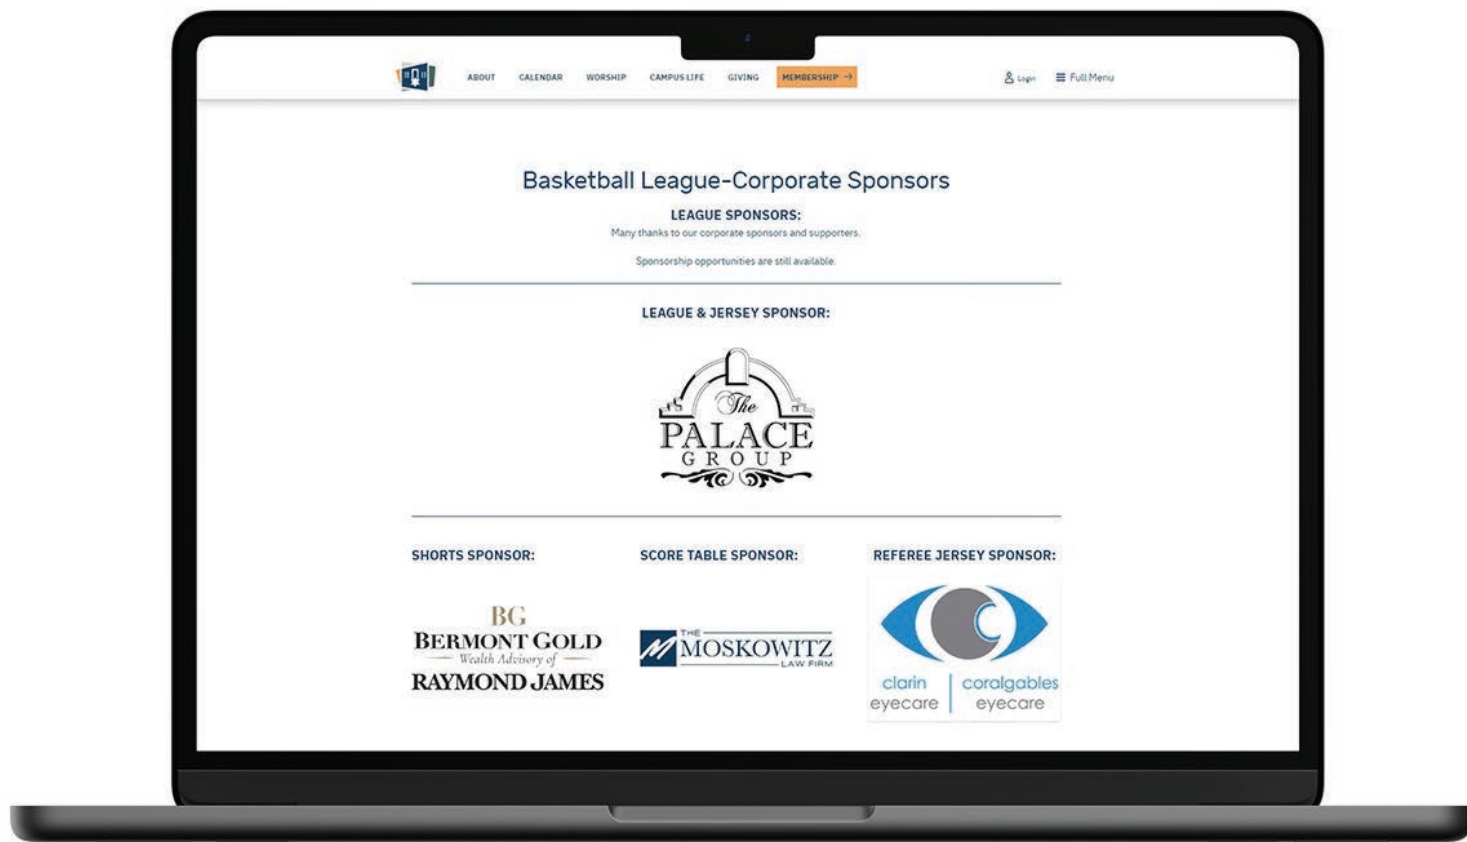 ABOUT CALENDAR WORSHIP CAMPUS LIFE GIVING MEMBERSHIP → Login Full Menu
Basketball League-Corporate Sponsors
LEAGUE SPONSORS:
Many thanks to our corporate sponsors and supporters.
Sponsorship opportunities are still available.
LEAGUE & JERSEY SPONSOR:
The
PALACE
GROUP
SHORTS SPONSOR:
BG
BERMONT GOLD
Wealth Advisory of
RAYMOND JAMES
SCORE TABLE SPONSOR:
THE
MOSKOWITZ
LAW FIRM
REFEREE JERSEY SPONSOR:
clarin
eyecare
coralgables
eyecare